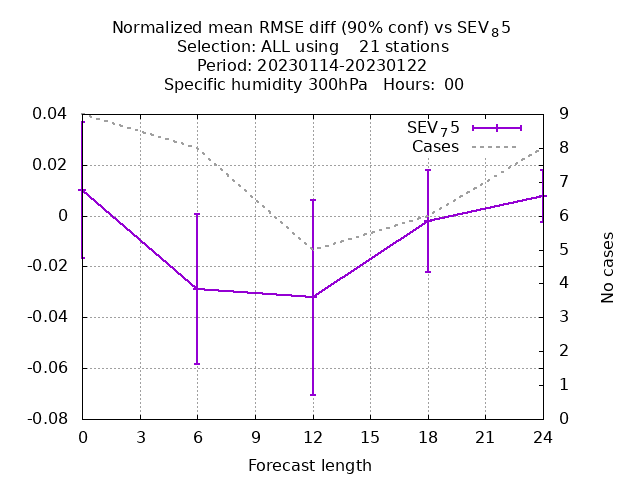 Normalized mean RMSE diff (90% conf) vs SEV₈5
Selection: ALL using 21 stations
Period: 20230114-20230122
Specific humidity 300hPa Hours: 00
SEV₇5
Cases
0.04
0.02
0
-0.02
-0.04
-0.06
-0.08
9
8
7
6
5
4
3
2
1
0
No cases
0 3 6 9 12 15 18 21 24
Forecast length